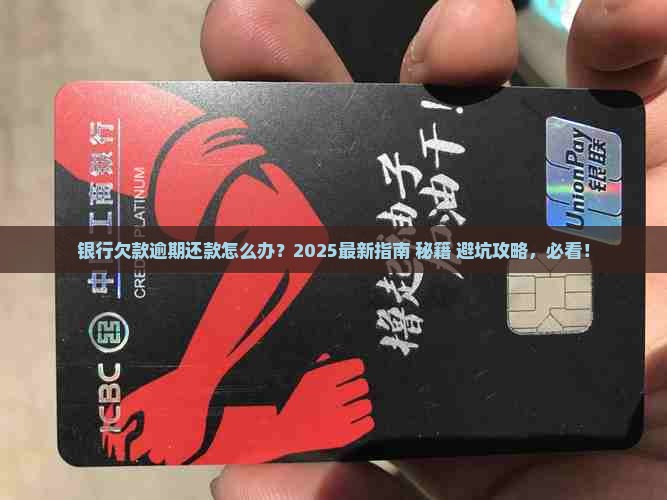 银行欠款逾期还款怎么办？2025最新指南 秘籍 避坑攻略，必看！
中国工商银行
ICBC
CREDIT PLATINUM
撸起袖子
加油干！
UnionPay
银联